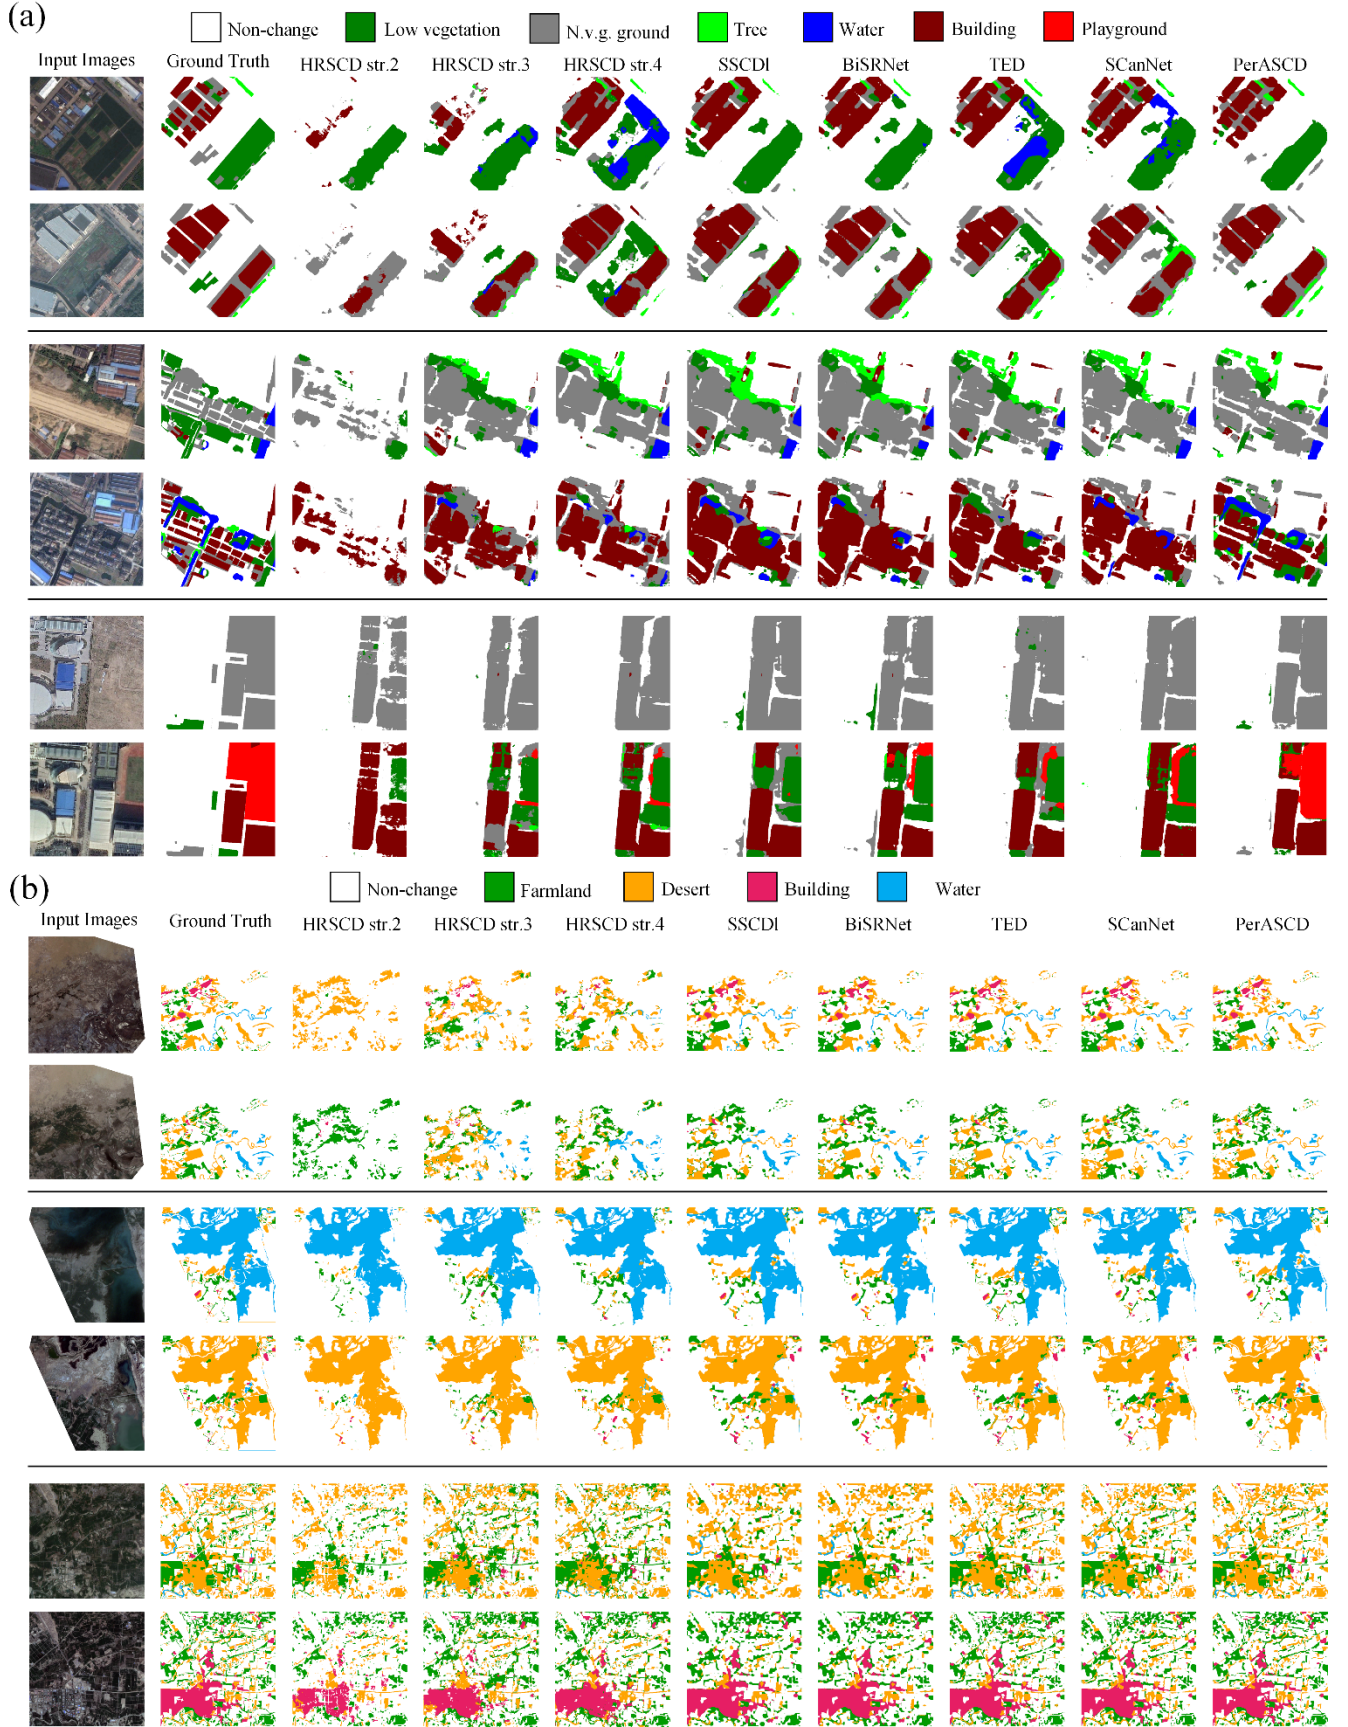 (a)
Non-change Low vegetation N.v.g. ground Tree Water Building Playground
Input Images Ground Truth HRSCD str.2 HRSCD str.3 HRSCD str.4 SSCDl BiSRNet TED SCanNet PerASCD
(b)
Non-change Farmland Desert Building Water
Input Images Ground Truth HRSCD str.2 HRSCD str.3 HRSCD str.4 SSCDl BiSRNet TED SCanNet PerASCD